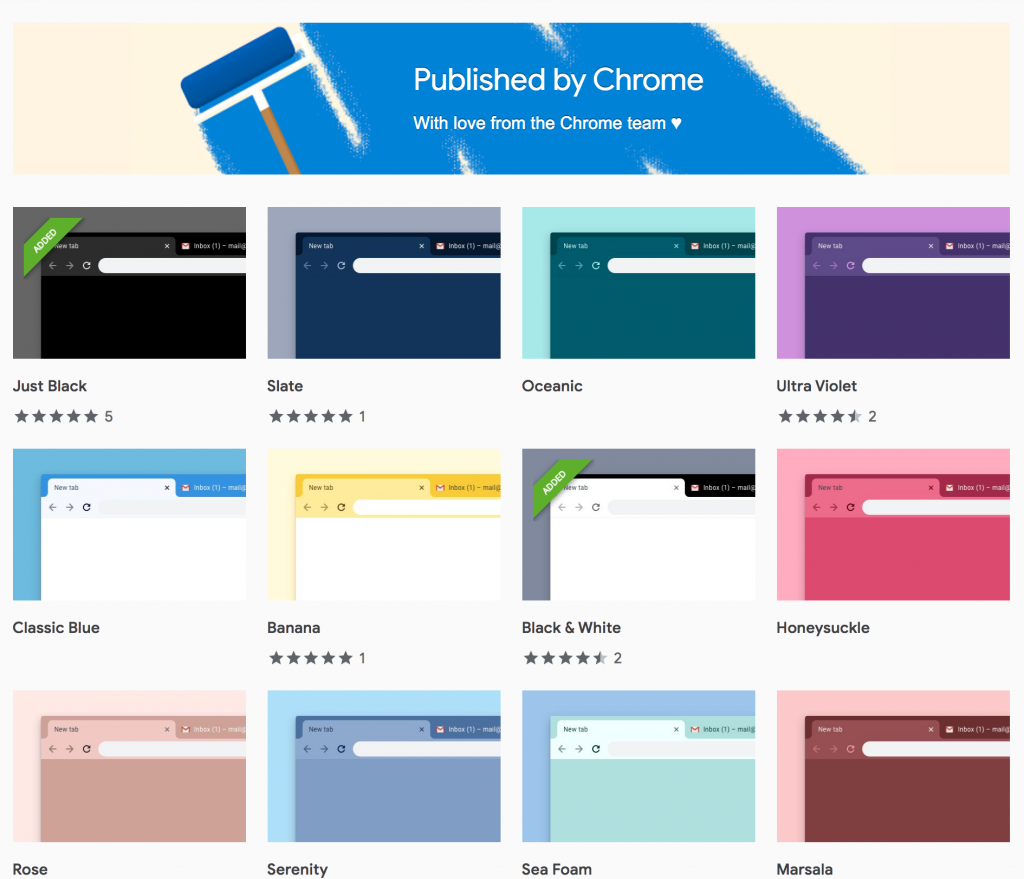 Published by Chrome
With love from the Chrome team ♥
ADDED
New tab
Inbox (1) – mail@
New tab
Inbox (1) – mail@
New tab
Inbox (1) – mail@
New tab
Inbox (1) – mail@
Just Black
Slate
Oceanic
Ultra Violet
5
1
2
New tab
Inbox (1) – mail@
New tab
Inbox (1) – mail@
ADDED
New tab
Inbox (1) – mail@
New tab
Inbox (1) – mail@
Classic Blue
Banana
Black & White
Honeysuckle
1
2
New tab
Inbox (1) – mail@
New tab
Inbox (1) – mail@
New tab
Inbox (1) – mail@
New tab
Inbox (1) – mail@
Rose
Serenity
Sea Foam
Marsala